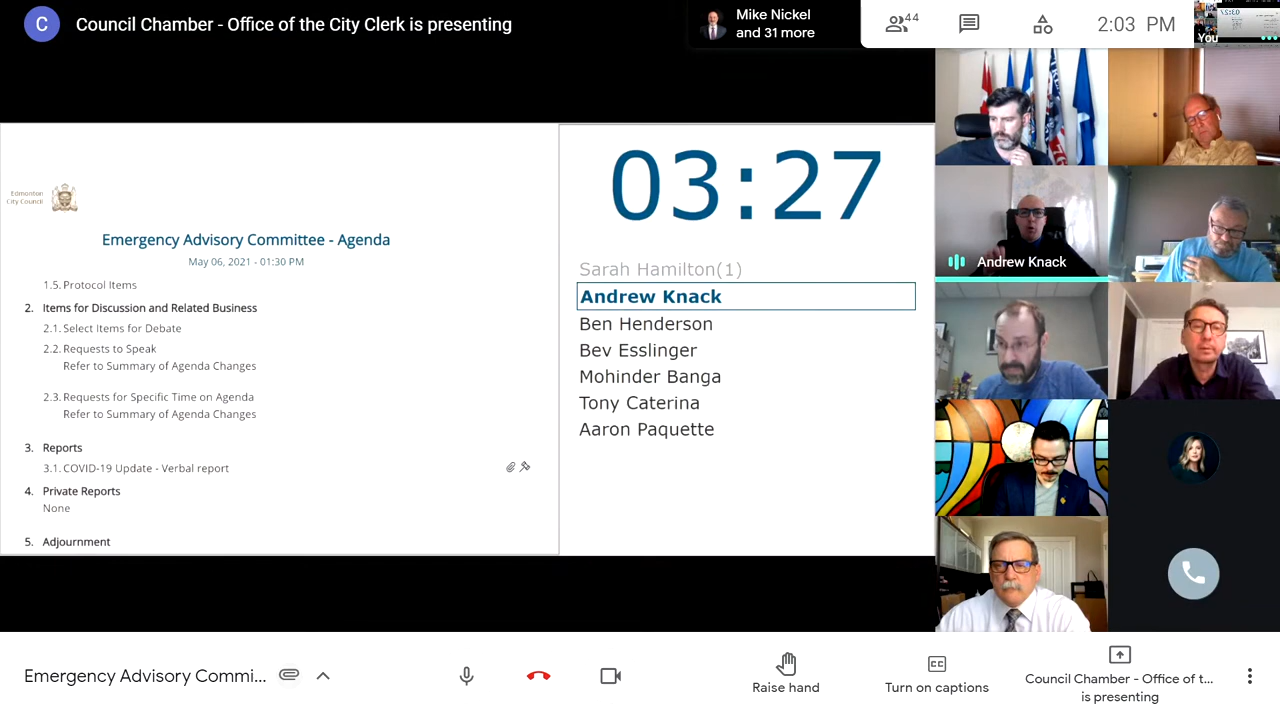 C
Council Chamber - Office of the City Clerk is presenting
Mike Nickel
and 31 more
44
2:03 PM
You
Edmonton
City Council
Emergency Advisory Committee - Agenda
May 06, 2021 - 01:30 PM
1.5. Protocol Items
2. Items for Discussion and Related Business
2.1. Select Items for Debate
2.2. Requests to Speak
Refer to Summary of Agenda Changes
2.3. Requests for Specific Time on Agenda
Refer to Summary of Agenda Changes
3. Reports
3.1. COVID-19 Update - Verbal report
4. Private Reports
None
5. Adjournment
03:27
Sarah Hamilton(1)
Andrew Knack
Ben Henderson
Bev Esslinger
Mohinder Banga
Tony Caterina
Aaron Paquette
Andrew Knack
Emergency Advisory Commi...
Raise hand
CC
Turn on captions
Council Chamber - Office of t...
is presenting